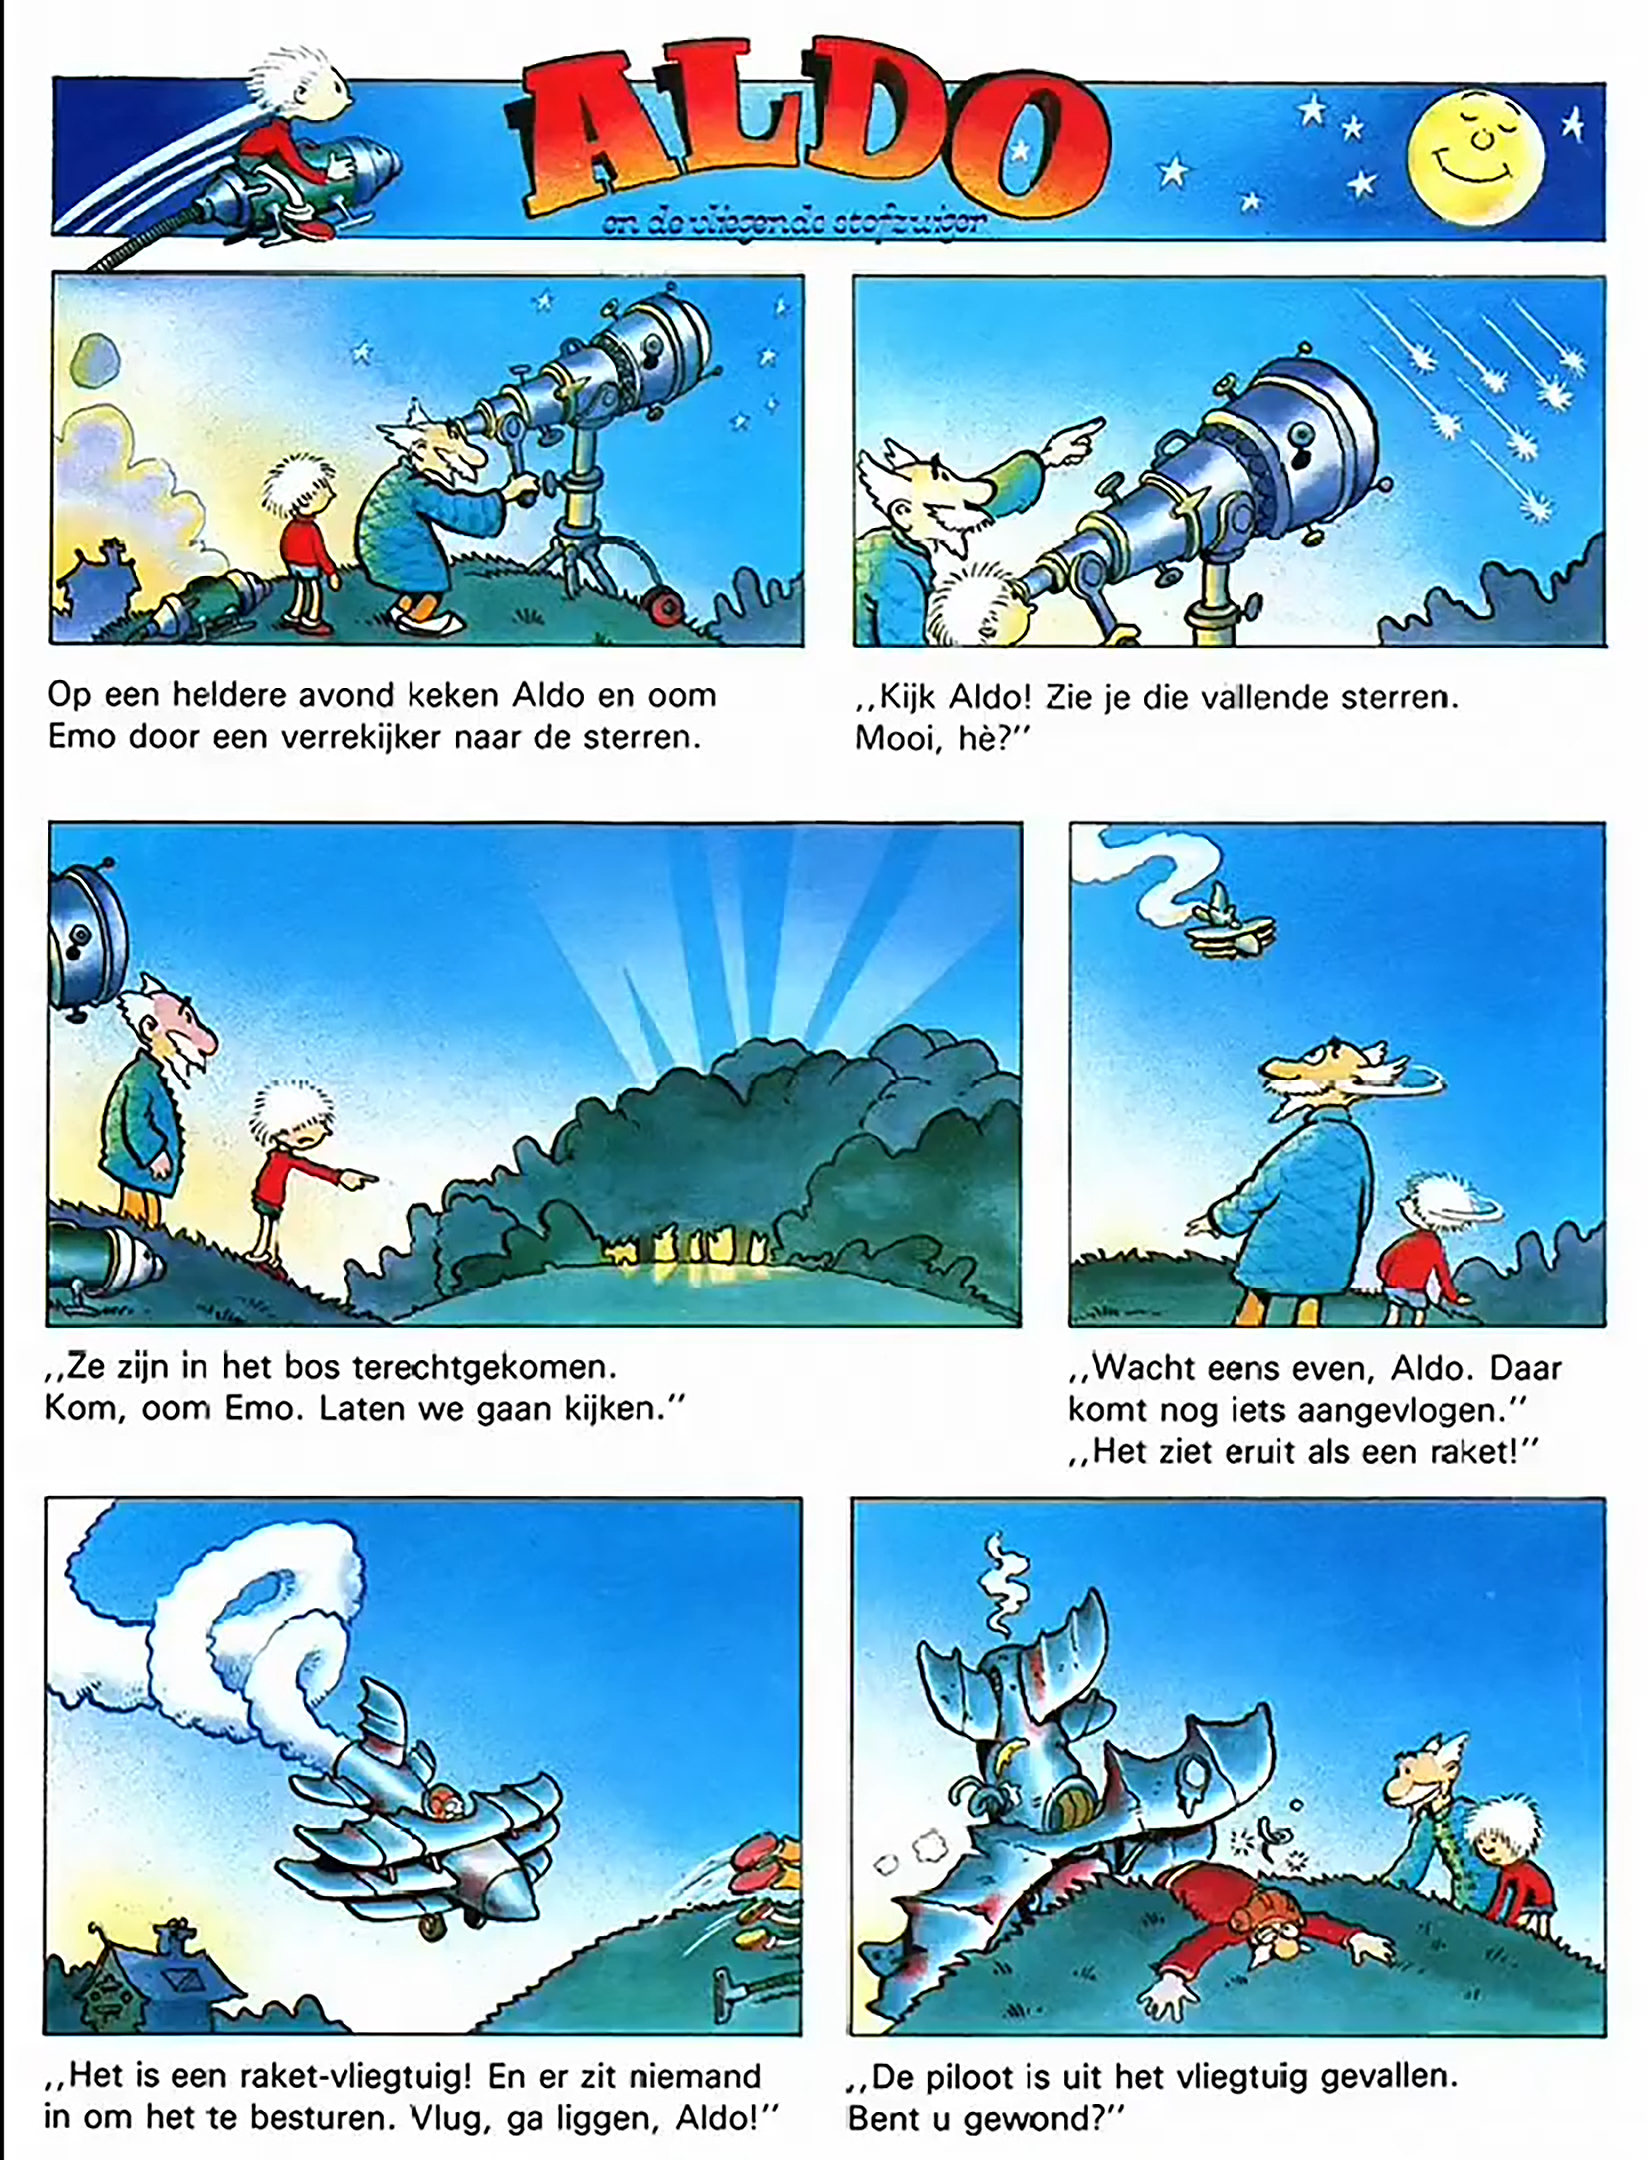 ALDO
en de vliegende stofzuiger
Op een heldere avond keken Aldo en oom
Emo door een verrekijker naar de sterren.
,,Kijk Aldo! Zie je die vallende sterren.
Mooi, hè?”
,,Ze zijn in het bos terechtgekomen.
Kom, oom Emo. Laten we gaan kijken.”
,,Wacht eens even, Aldo. Daar
komt nog iets aangevlogen.”
,,Het ziet eruit als een raket!”
,,Het is een raket-vliegtuig! En er zit niemand
in om het te besturen. Vlug, ga liggen, Aldo!”
,,De piloot is uit het vliegtuig gevallen.
Bent u gewond?”